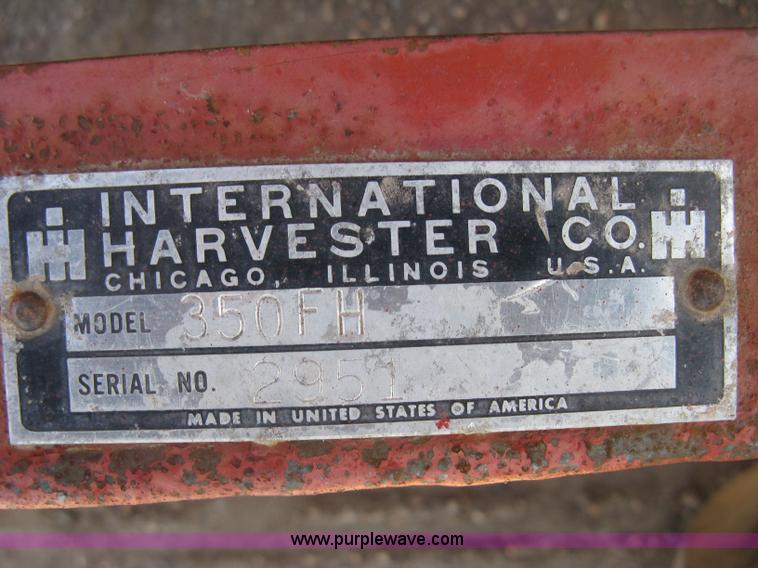 INTERNATIONAL
HARVESTER CO.
CHICAGO, ILLINOIS U.S.A.
MODEL 350FH
SERIAL NO. 2951
MADE IN UNITED STATES OF AMERICA
www.purplewave.com